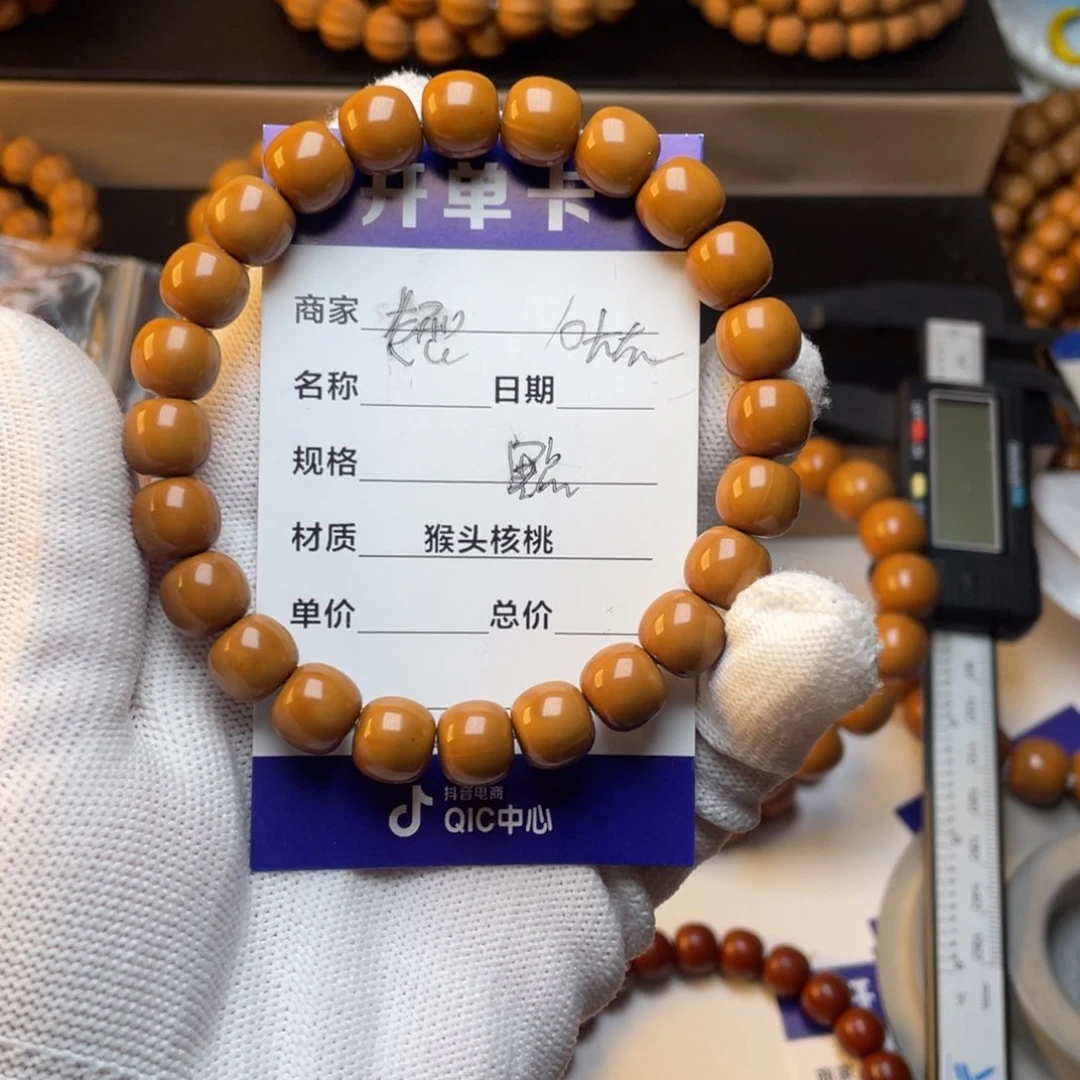 开单卡
商家
名称 日期
规格
材质 猴头核桃
单价 总价
抖音电商
QIC中心